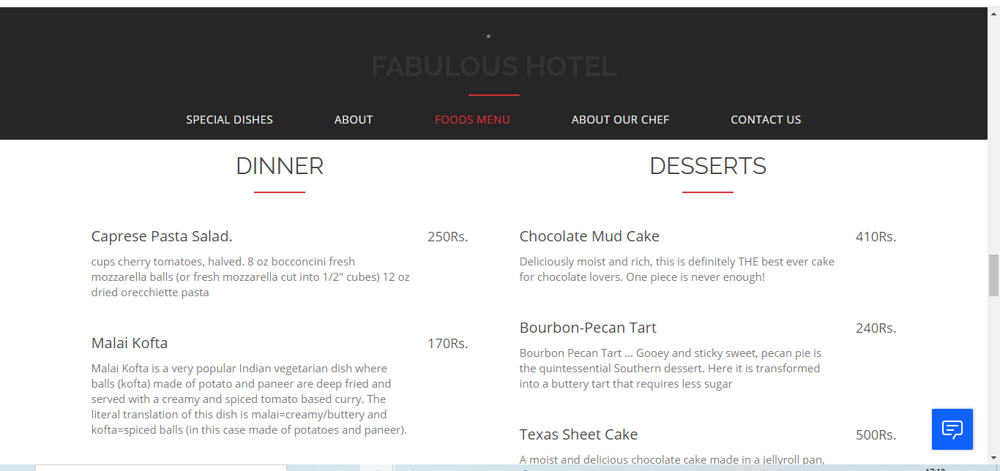 FABULOUS HOTEL
SPECIAL DISHES ABOUT FOODS MENU ABOUT OUR CHEF CONTACT US
DINNER
Caprese Pasta Salad. 250Rs.
cups cherry tomatoes, halved. 8 oz bocconcini fresh
mozzarella balls (or fresh mozzarella cut into 1/2" cubes) 12 oz
dried orecchiette pasta
Malai Kofta 170Rs.
Malai Kofta is a very popular Indian vegetarian dish where
balls (kofta) made of potato and paneer are deep fried and
served with a creamy and spiced tomato based curry. The
literal translation of this dish is malai=creamy/buttery and
kofta=spiced balls (in this case made of potatoes and paneer).
DESSERTS
Chocolate Mud Cake 410Rs.
Deliciously moist and rich, this is definitely THE best ever cake
for chocolate lovers. One piece is never enough!
Bourbon-Pecan Tart 240Rs.
Bourbon Pecan Tart ... Gooey and sticky sweet, pecan pie is
the quintessential Southern dessert. Here it is transformed
into a buttery tart that requires less sugar
Texas Sheet Cake 500Rs.
A moist and delicious chocolate cake made in a jellyroll pan,